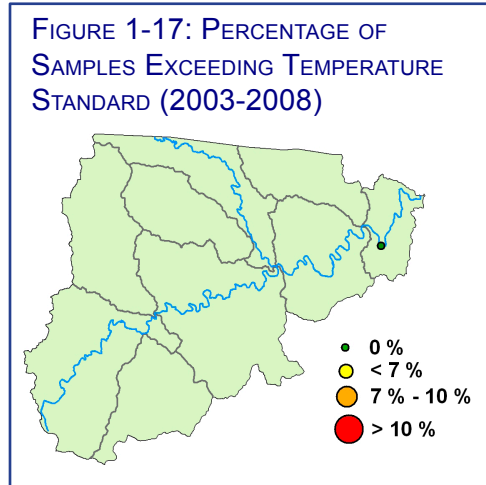 FIGURE 1-17: PERCENTAGE OF
SAMPLES EXCEEDING TEMPERATURE
STANDARD (2003-2008)
0 %
< 7 %
7 % - 10 %
> 10 %